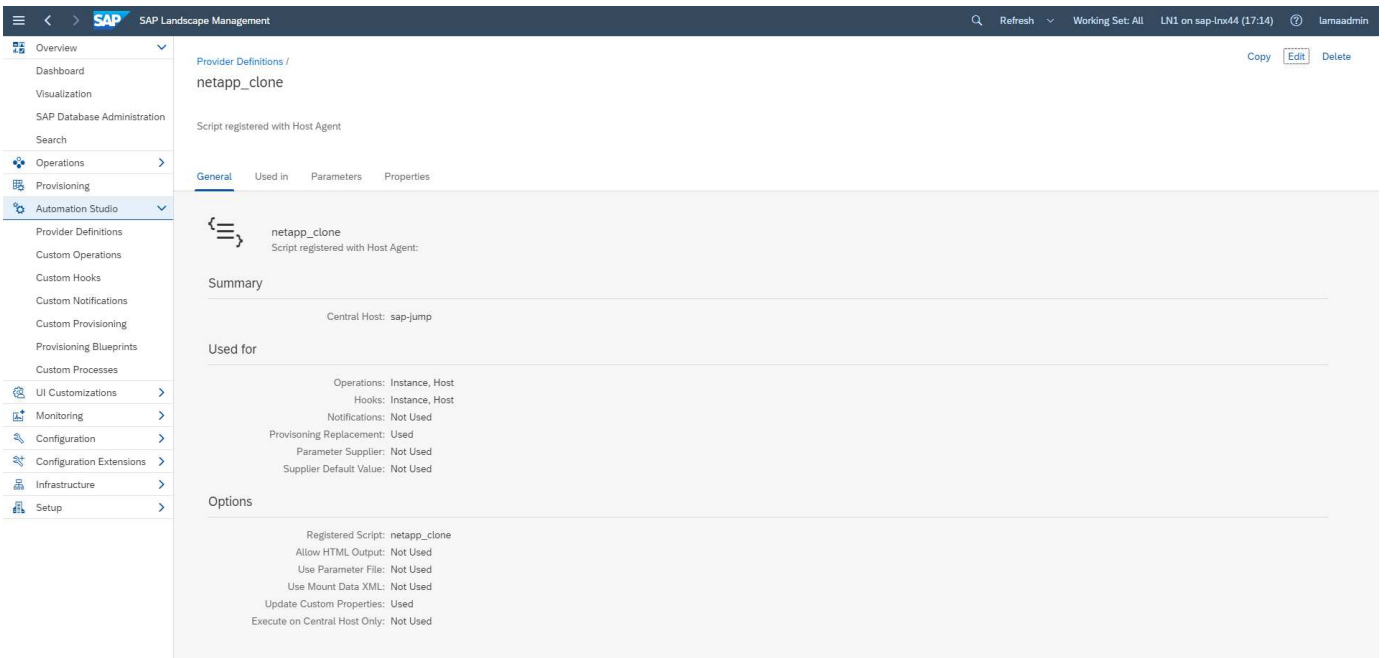 SAP SAP Landscape Management Refresh Working Set: All LN1 on sap-lnx44 (17:14) lamaadmin
Overview
Dashboard
Visualization
SAP Database Administration
Search
Operations
Provisioning
Automation Studio
Provider Definitions
Custom Operations
Custom Hooks
Custom Notifications
Custom Provisioning
Provisioning Blueprints
Custom Processes
UI Customizations
Monitoring
Configuration
Configuration Extensions
Infrastructure
Setup
Provider Definitions /
Copy Edit Delete
netapp_clone
Script registered with Host Agent
General Used in Parameters Properties
netapp_clone
Script registered with Host Agent:
Summary
Central Host: sap-jump
Used for
Operations: Instance, Host
Hooks: Instance, Host
Notifications: Not Used
Provisoning Replacement: Used
Parameter Supplier: Not Used
Supplier Default Value: Not Used
Options
Registered Script: netapp_clone
Allow HTML Output: Not Used
Use Parameter File: Not Used
Use Mount Data XML: Not Used
Update Custom Properties: Used
Execute on Central Host Only: Not Used